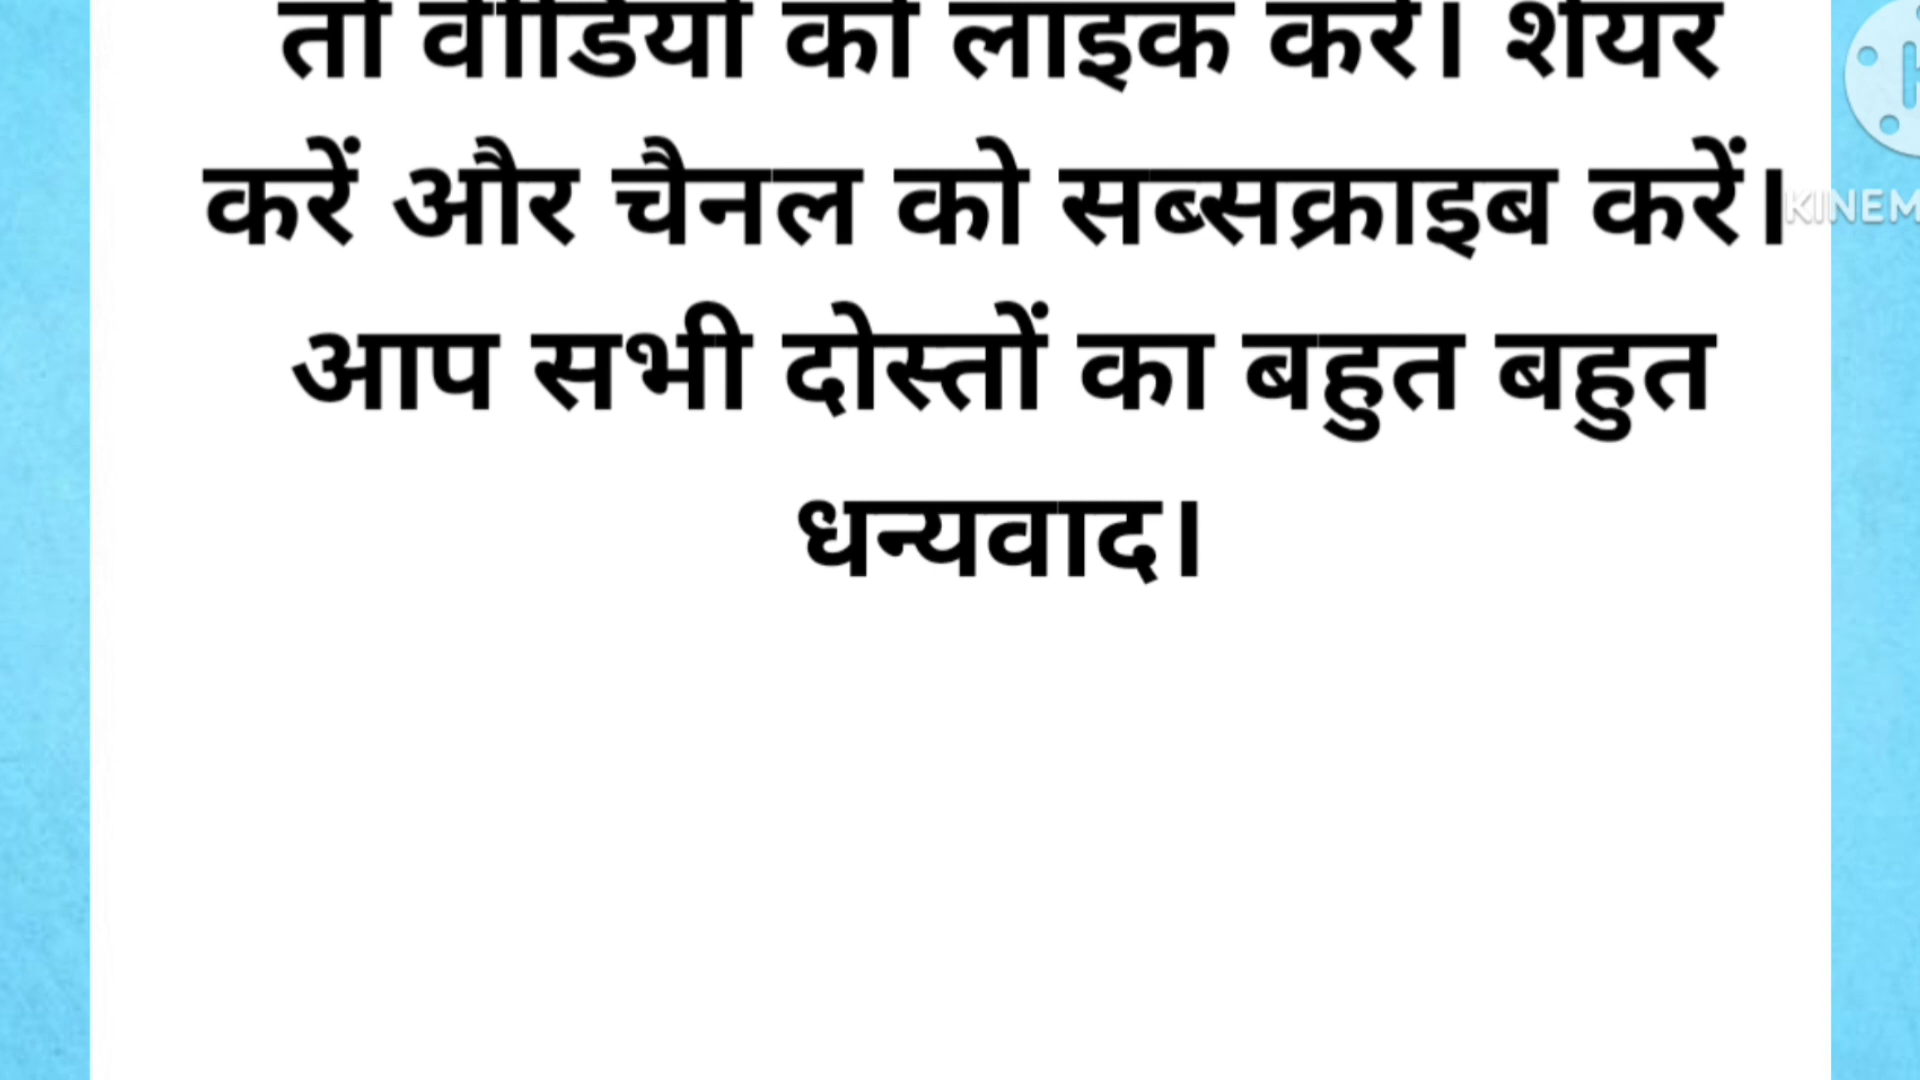 तो वीडियो को लाइक करें। शेयर
करें और चैनल को सब्सक्राइब करें।
आप सभी दोस्तों का बहुत बहुत
धन्यवाद।
KINEM